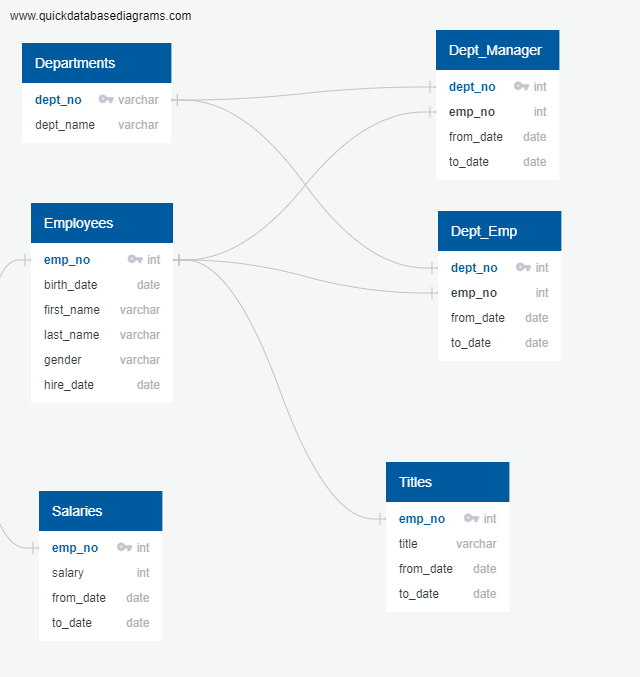 www.quickdatabasediagrams.com
Departments
dept_no varchar
dept_name varchar
Dept_Manager
dept_no int
emp_no int
from_date date
to_date date
Employees
emp_no int
birth_date date
first_name varchar
last_name varchar
gender varchar
hire_date date
Dept_Emp
dept_no int
emp_no int
from_date date
to_date date
Salaries
emp_no int
salary int
from_date date
to_date date
Titles
emp_no int
title varchar
from_date date
to_date date